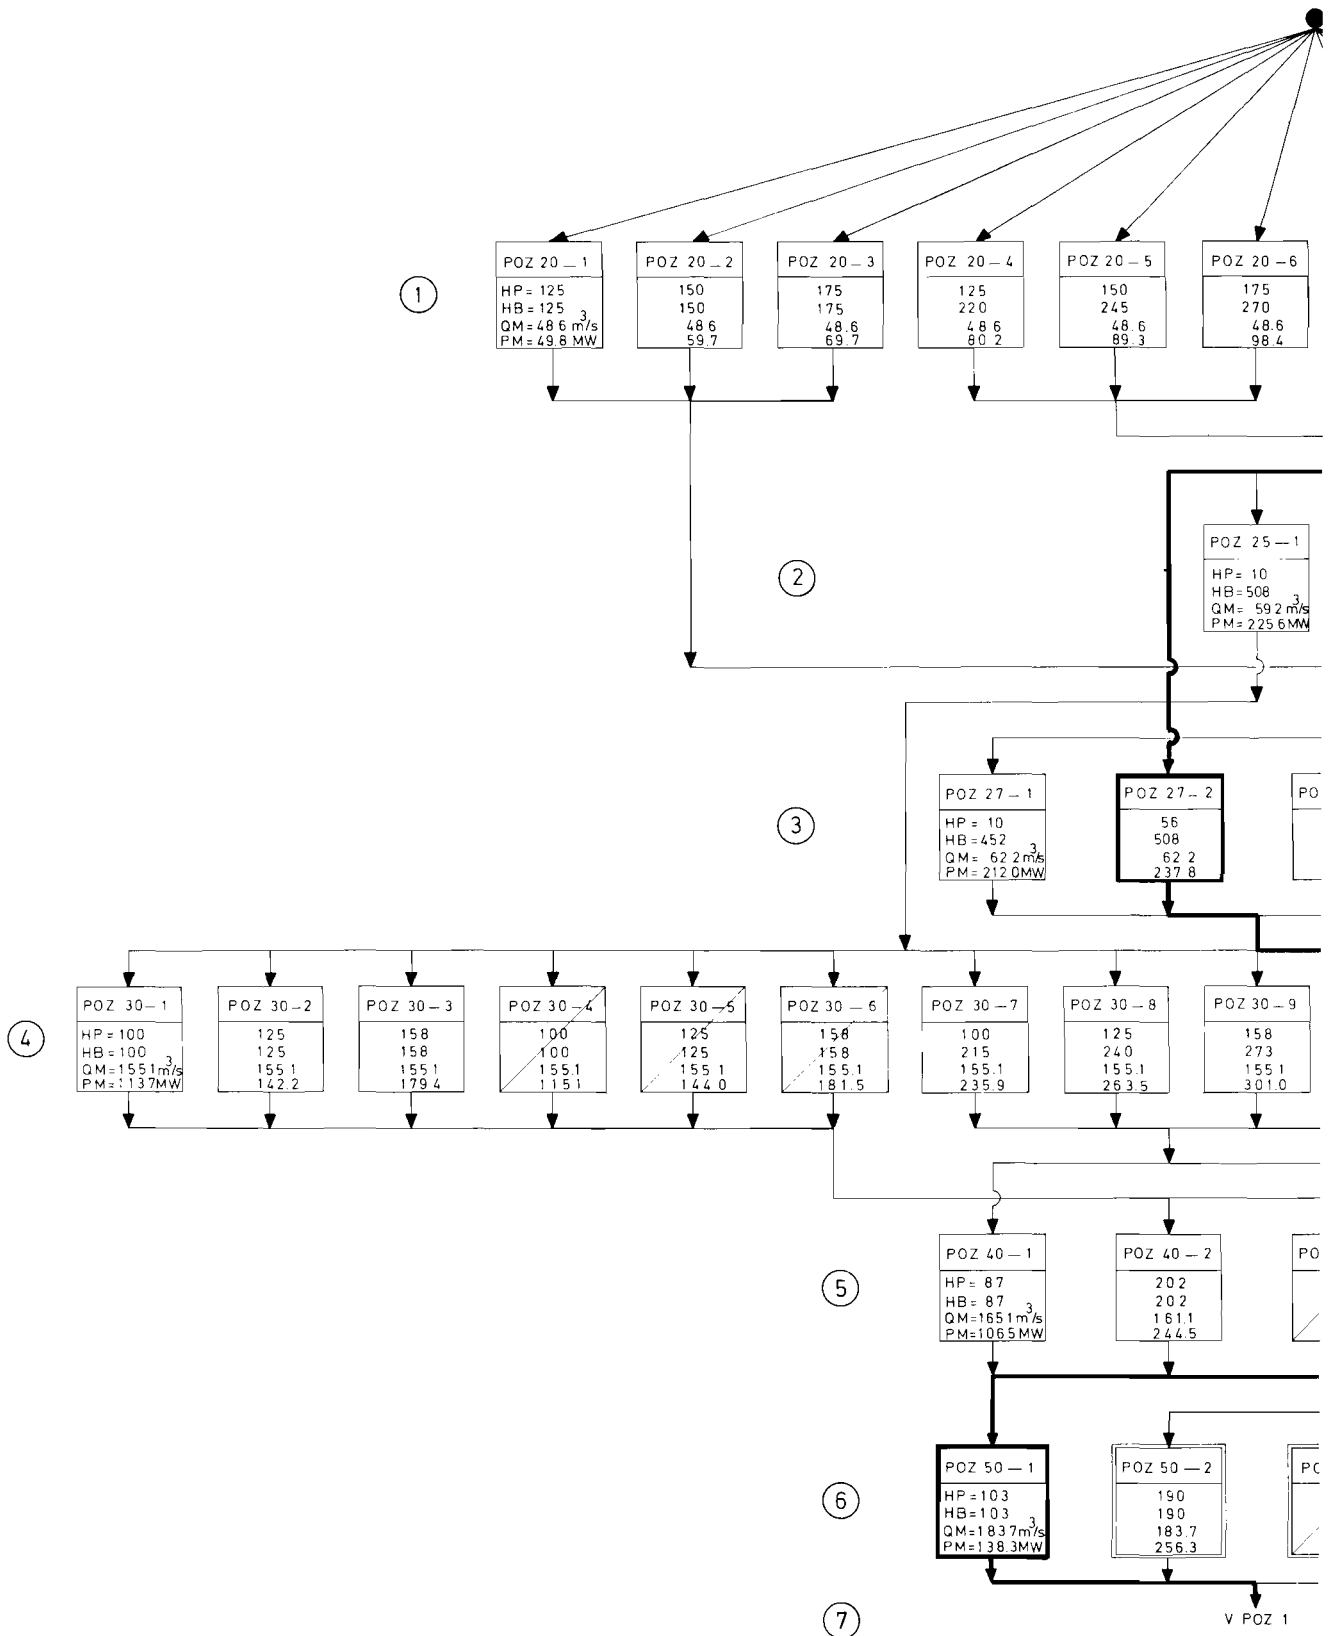 POZ 20 — 1
HP = 125
HB = 125
QM = 48 6 m3/s
PM = 49.8 MW
POZ 20 — 2
150
150
48 6
59.7
POZ 20 — 3
175
175
48.6
69.7
POZ 20 — 4
125
220
48 6
80 2
POZ 20 — 5
150
245
48.6
89.3
POZ 20 — 6
175
270
48.6
98.4
1
POZ 25 — 1
HP = 10
HB = 508
QM = 59 2 m3/s
PM = 225 6 MW
2
POZ 27 — 1
HP = 10
HB = 452
QM = 62 2 m3/s
PM = 212 0 MW
POZ 27 — 2
56
508
62 2
237 8
PO
3
POZ 30 — 1
HP = 100
HB = 100
QM = 155 1 m3/s
PM = 113 7 MW
POZ 30 — 2
125
125
155 1
142.2
POZ 30 — 3
158
158
155 1
179 4
POZ 30 — 4
100
100
155.1
115 1
POZ 30 — 5
125
125
155 1
144 0
POZ 30 — 6
158
158
155.1
181.5
POZ 30 — 7
100
215
155.1
235.9
POZ 30 — 8
125
240
155.1
263.5
POZ 30 — 9
158
273
155 1
301.0
4
POZ 40 — 1
HP = 87
HB = 87
QM = 165 1 m3/s
PM = 106 5 MW
POZ 40 — 2
202
202
161.1
244.5
PO
5
POZ 50 — 1
HP = 103
HB = 103
QM = 183 7 m3/s
PM = 138.3 MW
POZ 50 — 2
190
190
183.7
256.3
6
7
V POZ 1